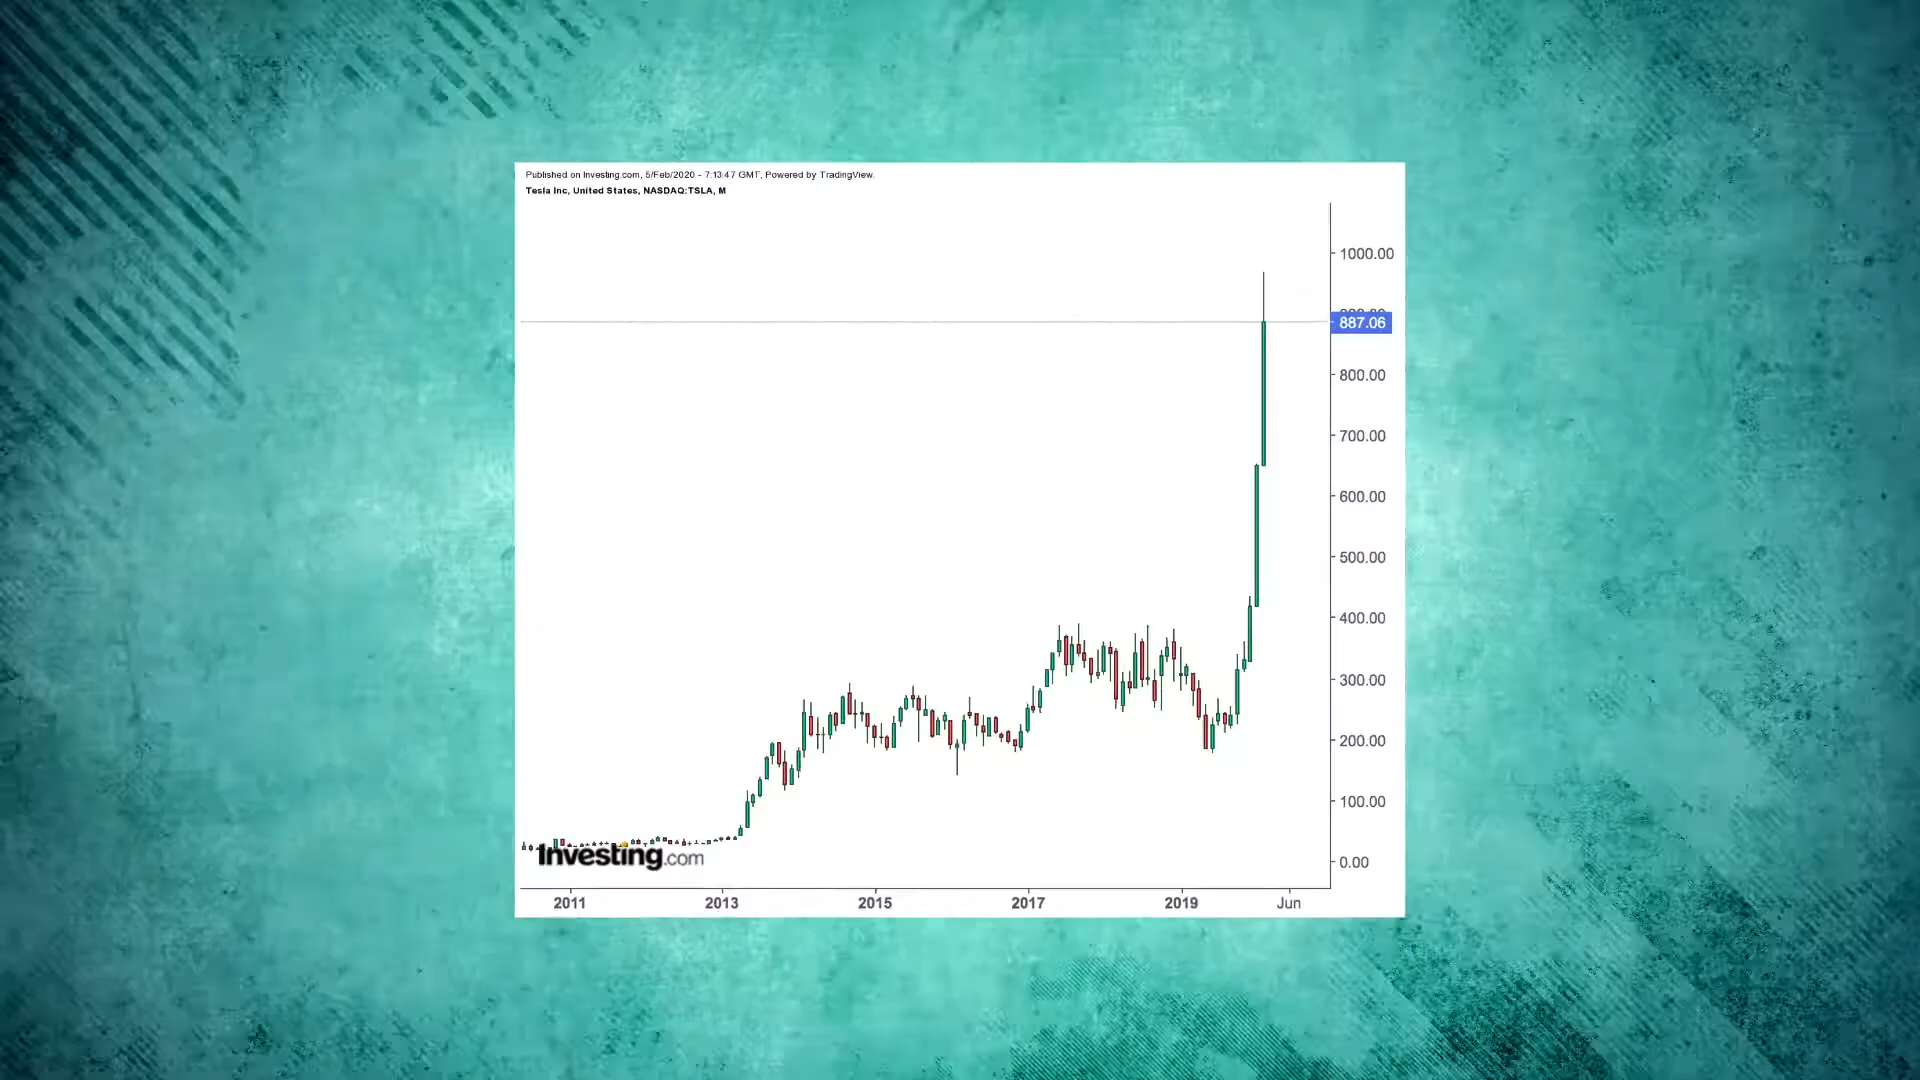 Published on Investing.com, 5/Feb/2020 - 7:13:47 GMT, Powered by TradingView.
Tesla Inc, United States, NASDAQ:TSLA, M
1000.00
887.06
800.00
700.00
600.00
500.00
400.00
300.00
200.00
100.00
0.00
Investing.com
2011 2013 2015 2017 2019 Jun